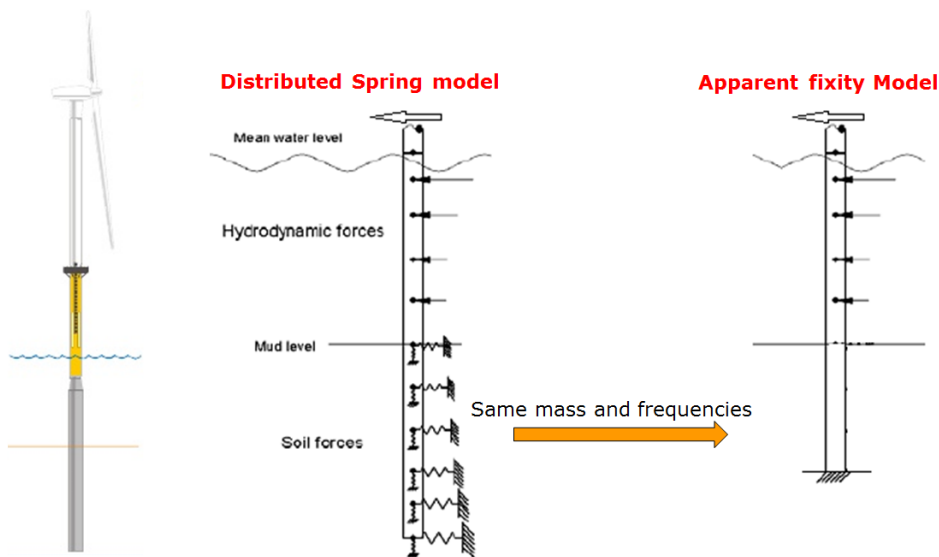 Distributed Spring model
Apparent fixity Model
Mean water level
Hydrodynamic forces
Mud level
Same mass and frequencies
Soil forces